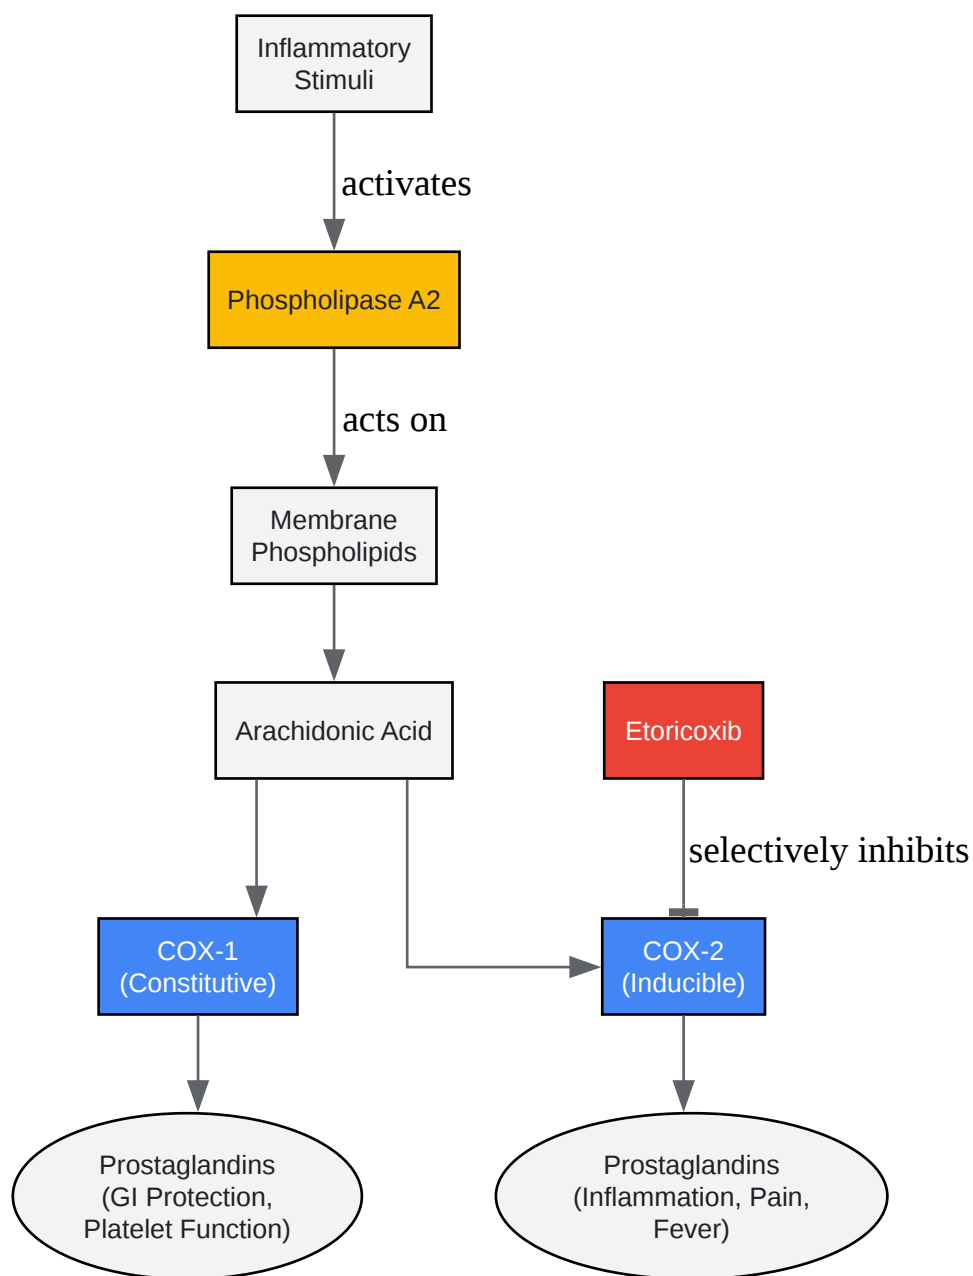 Inflammatory
Stimuli
activates
Phospholipase A2
acts on
Membrane
Phospholipids
Arachidonic Acid
Etoricoxib
selectively inhibits
COX-1
(Constitutive)
COX-2
(Inducible)
Prostaglandins
(GI Protection,
Platelet Function)
Prostaglandins
(Inflammation, Pain,
Fever)